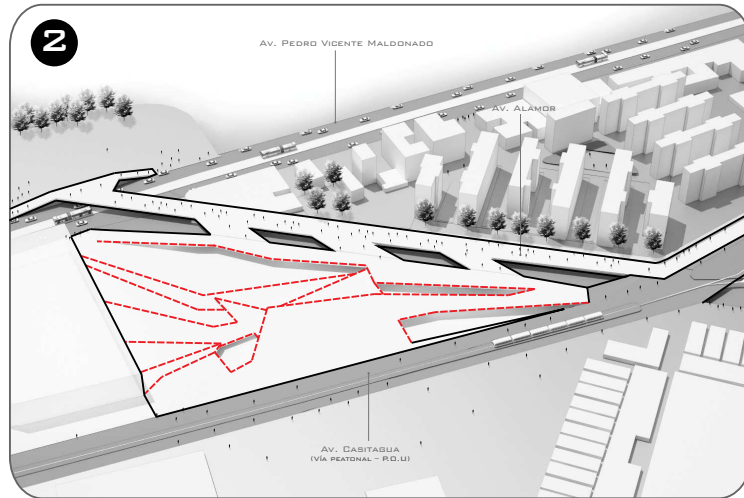 2
Av. Pedro Vicente Maldonado
Av. Alamor
Av. Casitagua
(Vía peatonal - P.O.U)